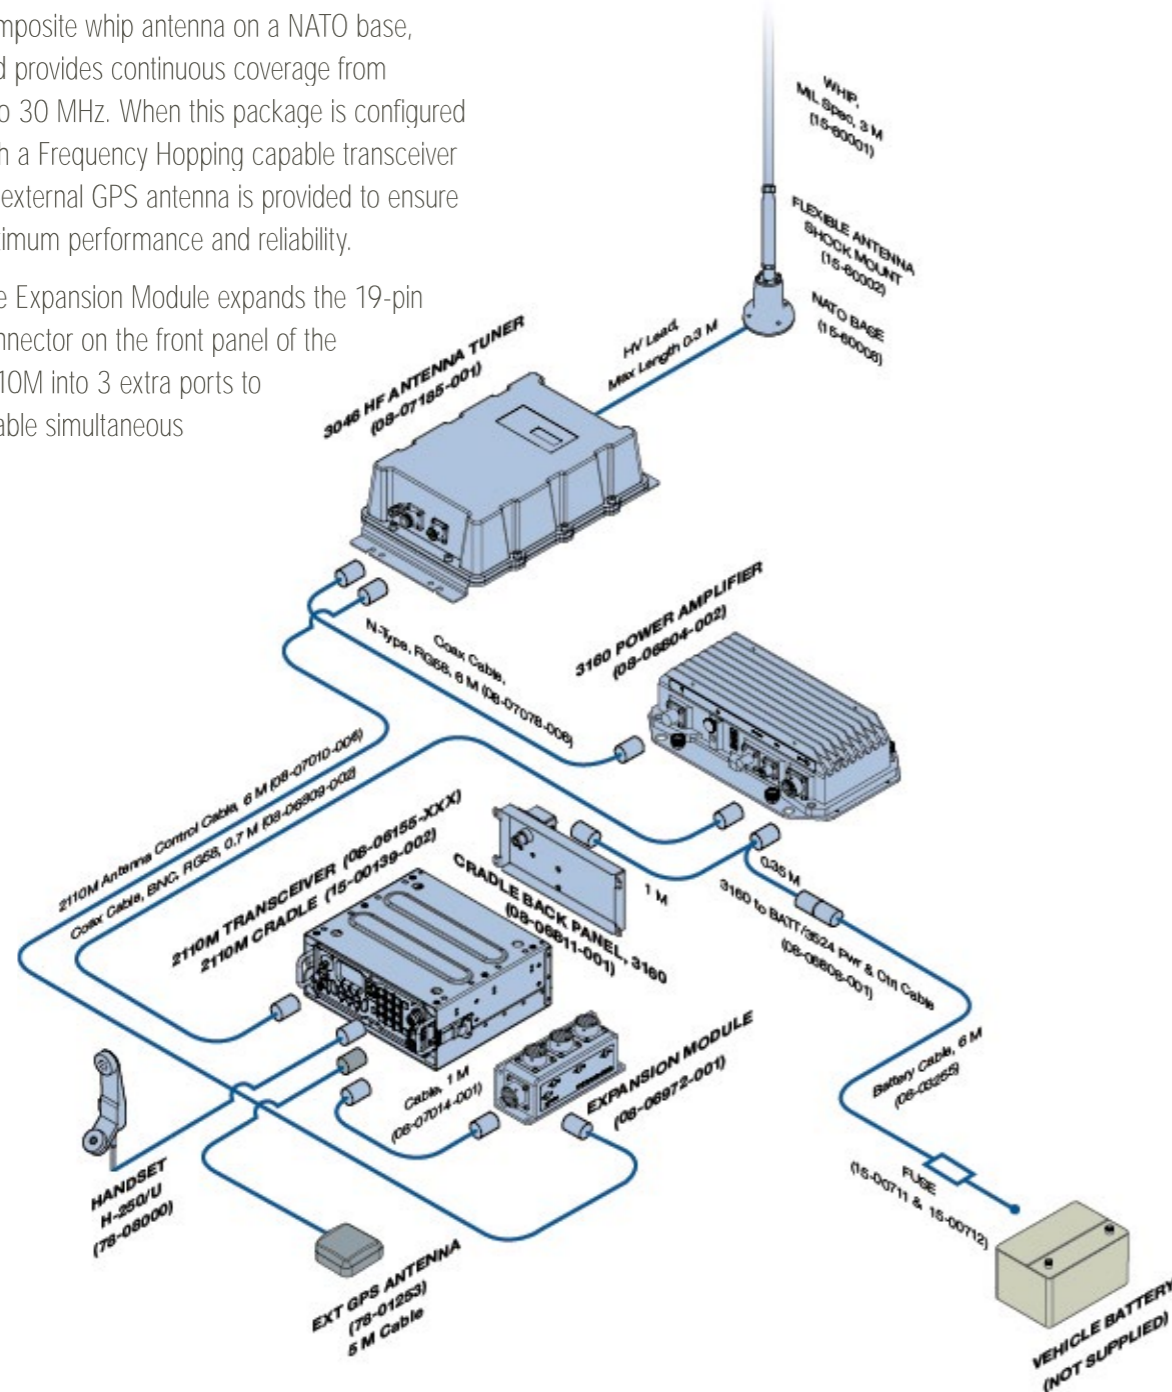 mposite whip antenna on a NATO base,
d provides continuous coverage from
o 30 MHz. When this package is configured
h a Frequency Hopping capable transceiver
external GPS antenna is provided to ensure
timum performance and reliability.
e Expansion Module expands the 19-pin
nnector on the front panel of the
10M into 3 extra ports to
able simultaneous
WHIP,
MIL Spec, 3 M
(15-60001)
FLEXIBLE ANTENNA
SHOCK MOUNT
(15-60002)
NATO BASE
(15-60006)
HV Lead,
Max Length 0.3 M
3046 HF ANTENNA TUNER
(08-07185-001)
Coax Cable,
N-Type, RG58, 6 M (08-07078-006)
3160 POWER AMPLIFIER
(08-06804-002)
2110M Antenna Control Cable, 6 M (08-07010-006)
Coax Cable, BNC, RG58, 0.7 M (08-06809-002)
2110M TRANSCEIVER (08-06155-XXX)
2110M CRADLE (15-00139-002)
CRADLE BACK PANEL, 3160
(08-06811-001)
1 M
0.35 M
3160 to BATT/3524 Pwr & Ctrl Cable
(08-06808-001)
Battery Cable, 6 M
(08-03255)
Cable, 1 M
(08-07014-001)
EXPANSION MODULE
(08-06972-001)
HANDSET
H-250/U
(78-08000)
EXT GPS ANTENNA
(78-01253)
5 M Cable
FUSE
(15-00711 & 15-00712)
VEHICLE BATTERY
(NOT SUPPLIED)